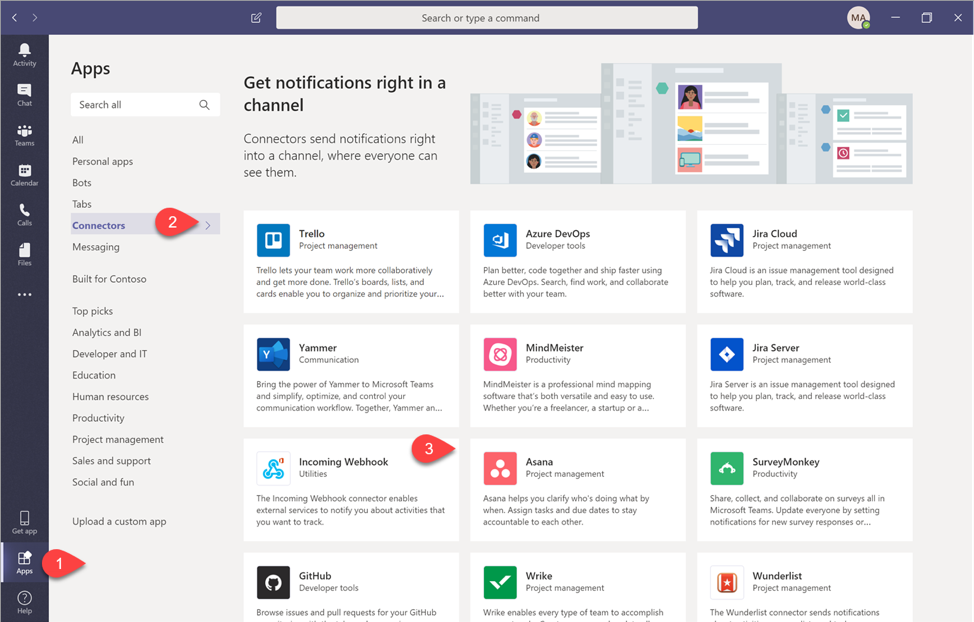 Search or type a command
MA
Activity
Chat
Teams
Calendar
Calls
Files
Get app
Apps
Help
1
Apps
Search all
All
Personal apps
Bots
Tabs
Connectors
2
Messaging
Built for Contoso
Top picks
Analytics and BI
Developer and IT
Education
Human resources
Productivity
Project management
Sales and support
Social and fun
Upload a custom app
Get notifications right in a
channel
Connectors send notifications right
into a channel, where everyone can
see them.
Trello
Project management
Trello lets your team work more collaboratively
and get more done. Trello's boards, lists, and
cards enable you to organize and prioritize your...
Azure DevOps
Developer tools
Plan better, code together and ship faster using
Azure DevOps. Search, find work, and collaborate
better with your team.
Jira Cloud
Project management
Jira Cloud is an issue management tool designed
to help you plan, track, and release world-class
software.
Y
Yammer
Communication
Bring the power of Yammer to Microsoft Teams
and simplify, optimize, and control your
communication workflow. Together, Yammer an...
MindMeister
Productivity
MindMeister is a professional mind mapping
software that's both versatile and easy to use.
Whether you're a freelancer, a startup or a...
Jira Server
Project management
Jira Server is an issue management tool designed
to help you plan, track, and release world-class
software.
Incoming Webhook
Utilities
The Incoming Webhook connector enables
external services to notify you about activities that
you want to track.
3
Asana
Project management
Asana helps you clarify who's doing what by
when. Assign tasks and due dates to stay
accountable to each other.
SurveyMonkey
Productivity
Share, collect, and collaborate on surveys all in
Microsoft Teams. Update everyone by setting
notifications for new survey responses or...
GitHub
Developer tools
Browse issues and pull requests for your GitHub
Wrike
Project management
Wrike enables every type of team to accomplish
Wunderlist
Project management
The Wunderlist connector sends notifications